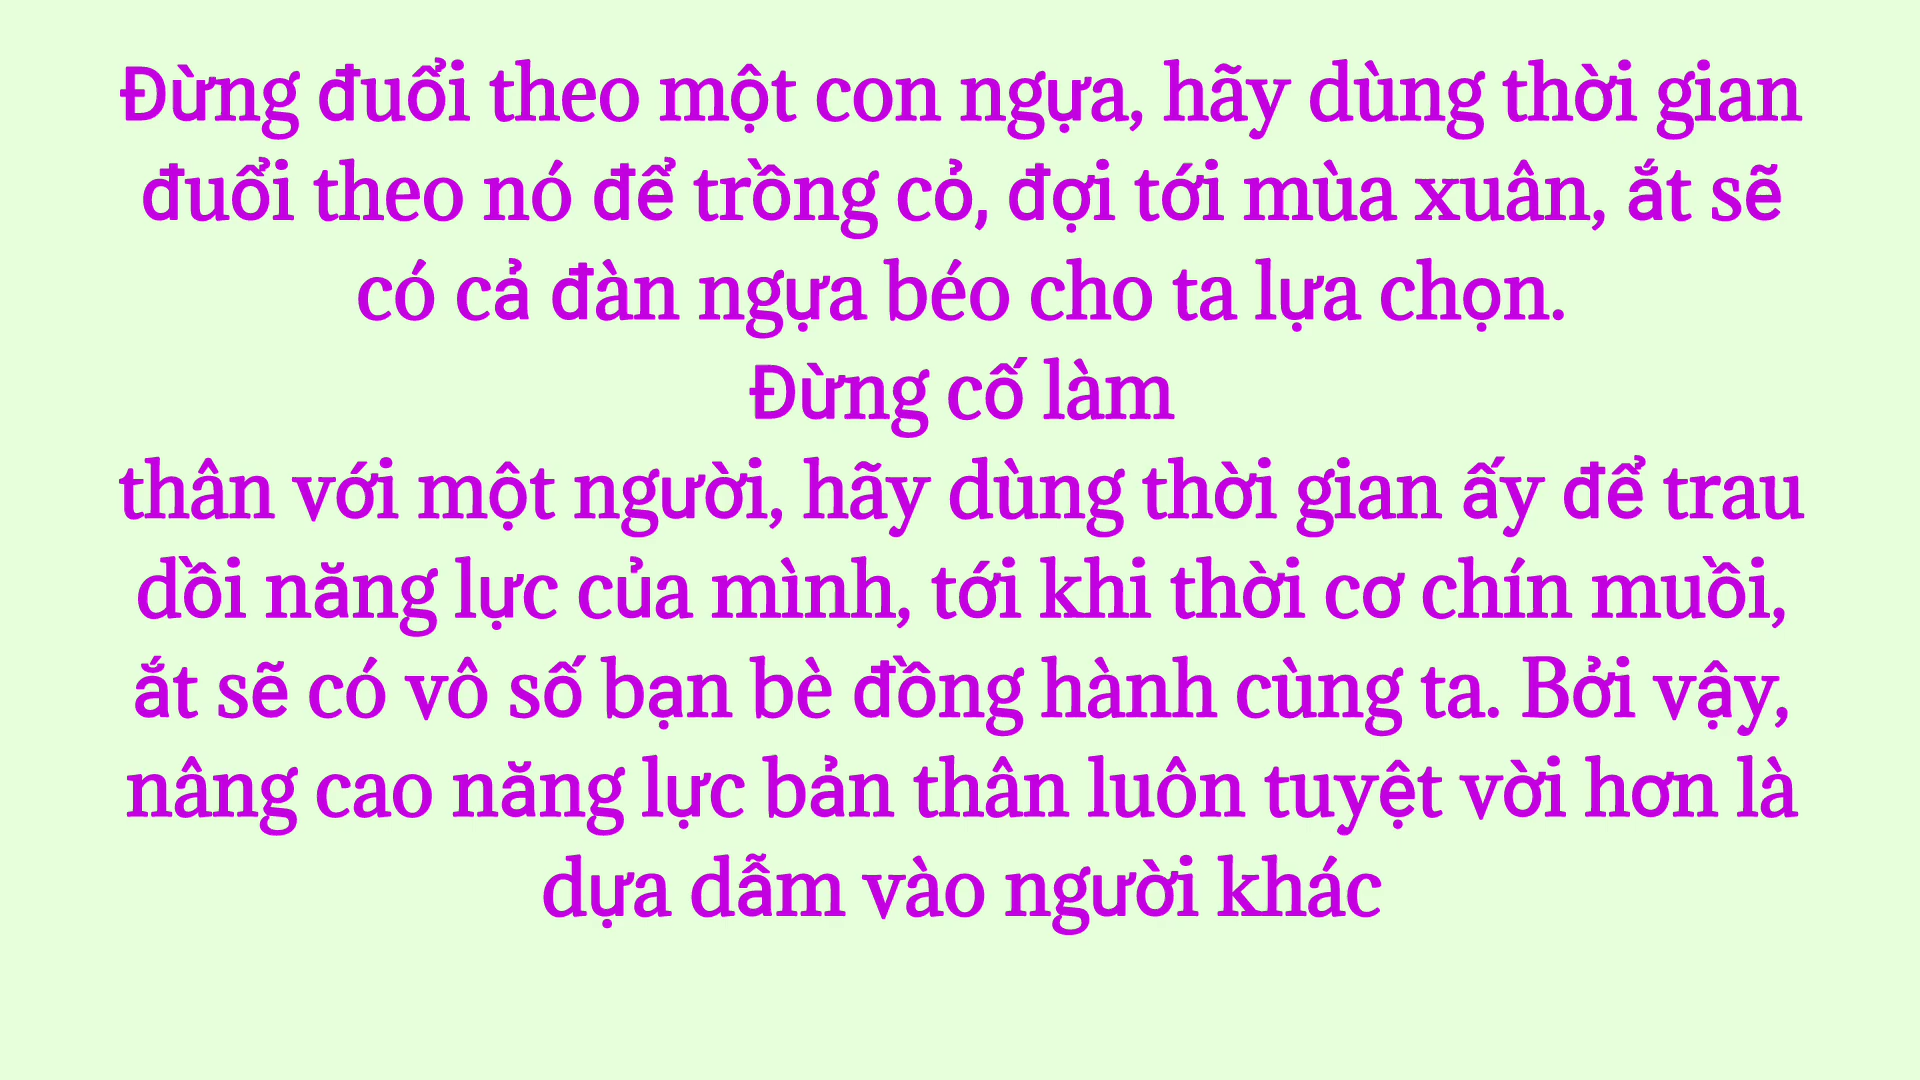 Đừng đuổi theo một con ngựa, hãy dùng thời gian
đuổi theo nó để trồng cỏ, đợi tới mùa xuân, ắt sẽ
có cả đàn ngựa béo cho ta lựa chọn.
Đừng cố làm
thân với một người, hãy dùng thời gian ấy để trau
dồi năng lực của mình, tới khi thời cơ chín muồi,
ắt sẽ có vô số bạn bè đồng hành cùng ta. Bởi vậy,
nâng cao năng lực bản thân luôn tuyệt vời hơn là
dựa dẫm vào người khác